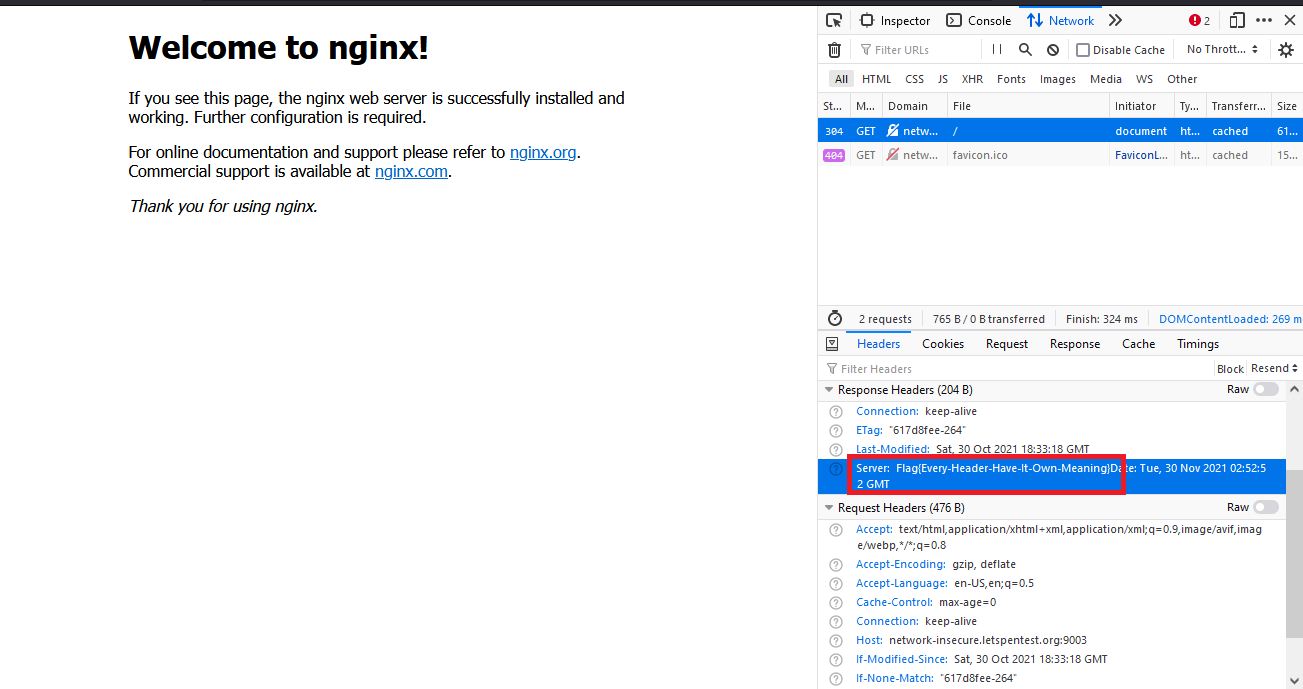 Welcome to nginx!
If you see this page, the nginx web server is successfully installed and
working. Further configuration is required.
For online documentation and support please refer to nginx.org.
Commercial support is available at nginx.com.
Thank you for using nginx.
Inspector Console Network 2
Filter URLs Disable Cache No Thrott...
All HTML CSS JS XHR Fonts Images Media WS Other
St... M... Domain File Initiator Ty... Transferr... Size
304 GET netw... / document ht... cached 61...
404 GET netw... favicon.ico FaviconL... ht... cached 15...
2 requests 765 B / 0 B transferred Finish: 324 ms DOMContentLoaded: 269 m
Headers Cookies Request Response Cache Timings
Filter Headers Block Resend
Response Headers (204 B) Raw
Connection: keep-alive
ETag: "617d8fee-264"
Last-Modified: Sat, 30 Oct 2021 18:33:18 GMT
Server: Flag{Every-Header-Have-It-Own-Meaning}Date: Tue, 30 Nov 2021 02:52:5
2 GMT
Request Headers (476 B) Raw
Accept: text/html,application/xhtml+xml,application/xml;q=0.9,image/avif,imag
e/webp,*/*;q=0.8
Accept-Encoding: gzip, deflate
Accept-Language: en-US,en;q=0.5
Cache-Control: max-age=0
Connection: keep-alive
Host: network-insecure.letspentest.org:9003
If-Modified-Since: Sat, 30 Oct 2021 18:33:18 GMT
If-None-Match: "617d8fee-264"